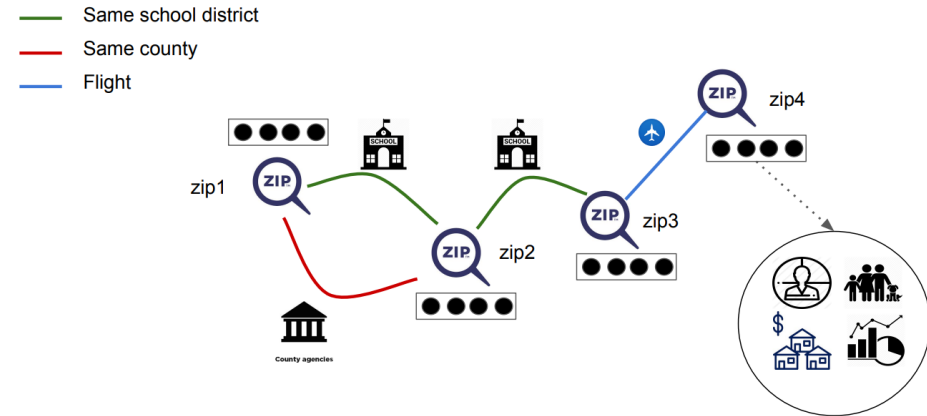 Same school district
Same county
Flight
ZIP
zip4
SCHOOL
SCHOOL
ZIP
zip1
ZIP
zip3
ZIP
zip2
$
County agencies